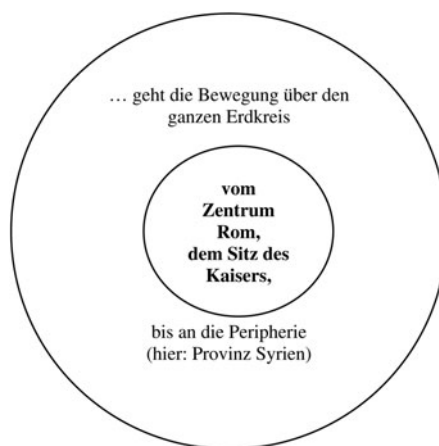 … geht die Bewegung über den
ganzen Erdkreis
vom
Zentrum
Rom,
dem Sitz des
Kaisers,
bis an die Peripherie
(hier: Provinz Syrien)